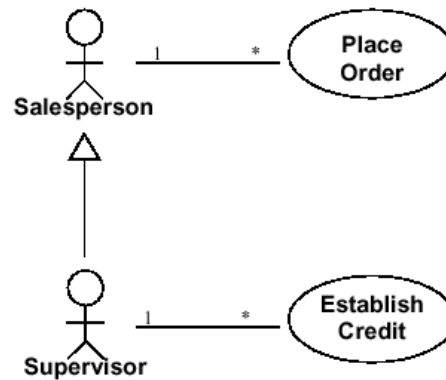 1 *
Place
Order
Salesperson
1 *
Establish
Credit
Supervisor